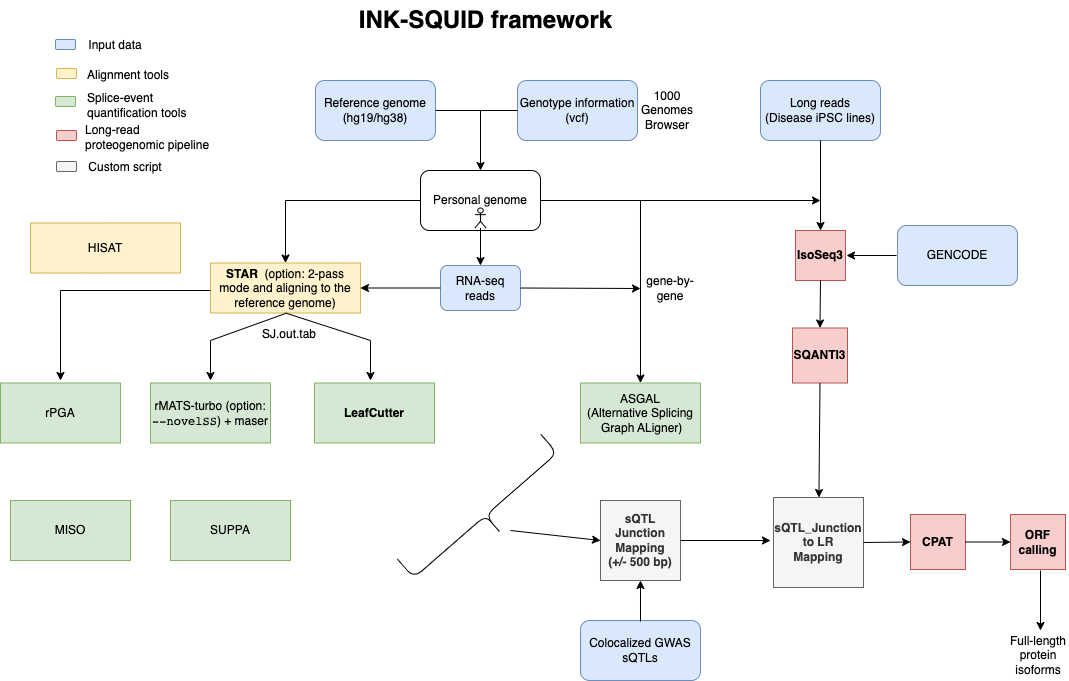 INK-SQUID framework
Input data
Alignment tools
Splice-event
quantification tools
Long-read
proteogenomic pipeline
Custom script
Reference genome
(hg19/hg38)
Genotype information
(vcf)
1000
Genomes
Browser
Long reads
(Disease iPSC lines)
Personal genome
HISAT
STAR (option: 2-pass
mode and aligning to the
reference genome)
RNA-seq
reads
gene-by-
gene
IsoSeq3
GENCODE
SJ.out.tab
SQANTI3
rPGA
rMATS-turbo (option:
--novelSS) + maser
LeafCutter
ASGAL
(Alternative Splicing
Graph ALigner)
MISO
SUPPA
sQTL
Junction
Mapping
(+/- 500 bp)
sQTL_Junction
to LR
Mapping
CPAT
ORF
calling
Colocalized GWAS
sQTLs
Full-length
protein
isoforms